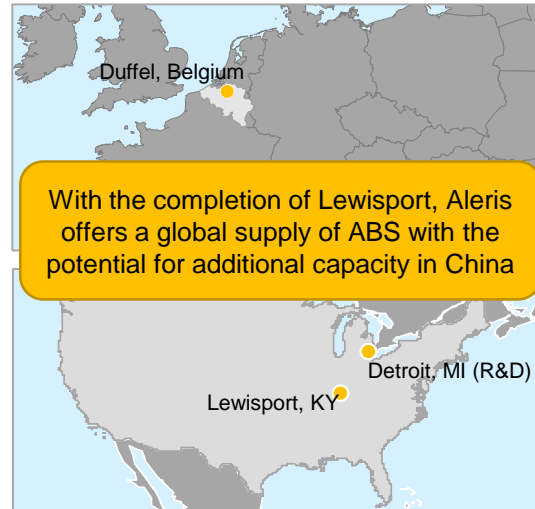 Duffel, Belgium
With the completion of Lewisport, Aleris
offers a global supply of ABS with the
potential for additional capacity in China
Detroit, MI (R&D)
Lewisport, KY